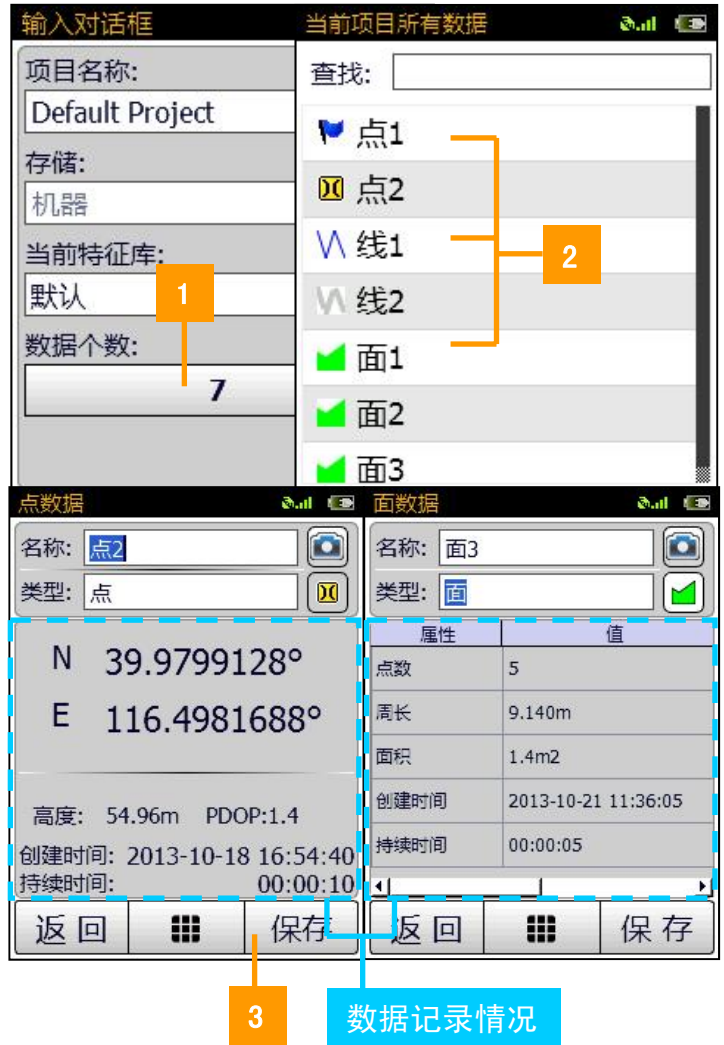 输入对话框
项目名称:
Default Project
存储:
机器
当前特征库:
默认
1
数据个数:
7
当前项目所有数据
查找:
点1
点2
线1
2
线2
面1
面2
面3
点数据
名称: 点2
类型: 点
N 39.9799128°
E 116.4981688°
高度: 54.96m PDOP:1.4
创建时间: 2013-10-18 16:54:40
持续时间: 00:00:10
返回 保存
面数据
名称: 面3
类型: 面
属性 值
点数 5
周长 9.140m
面积 1.4m2
创建时间 2013-10-21 11:36:05
持续时间 00:00:05
返回 保存
3
数据记录情况